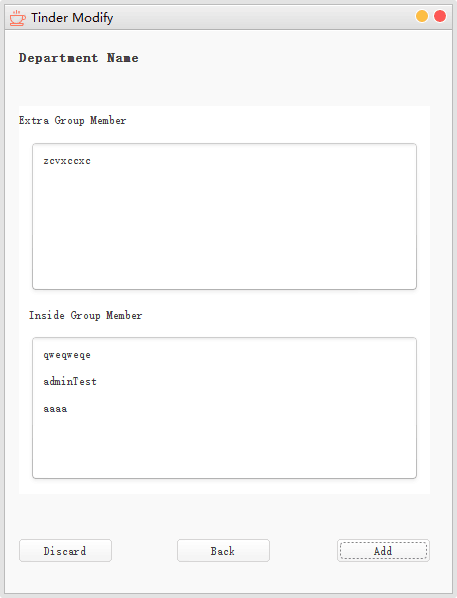 Tinder Modify
Department Name
Extra Group Member
zcvxccxc
Inside Group Member
qweqweqe
adminTest
aaaa
Discard
Back
Add